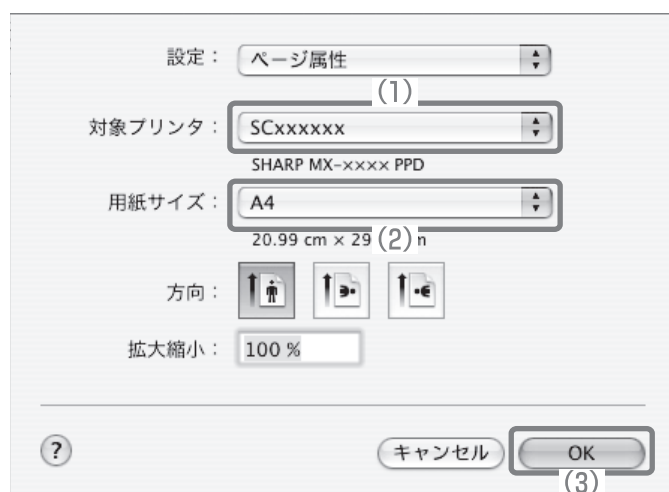 設定： ページ属性
(1)
対象プリンタ： SCxxxxxx
SHARP MX-×××× PPD
用紙サイズ： A4
20.99 cm × 29 (2) m
方向：
拡大縮小： 100 %
? キャンセル OK
(3)